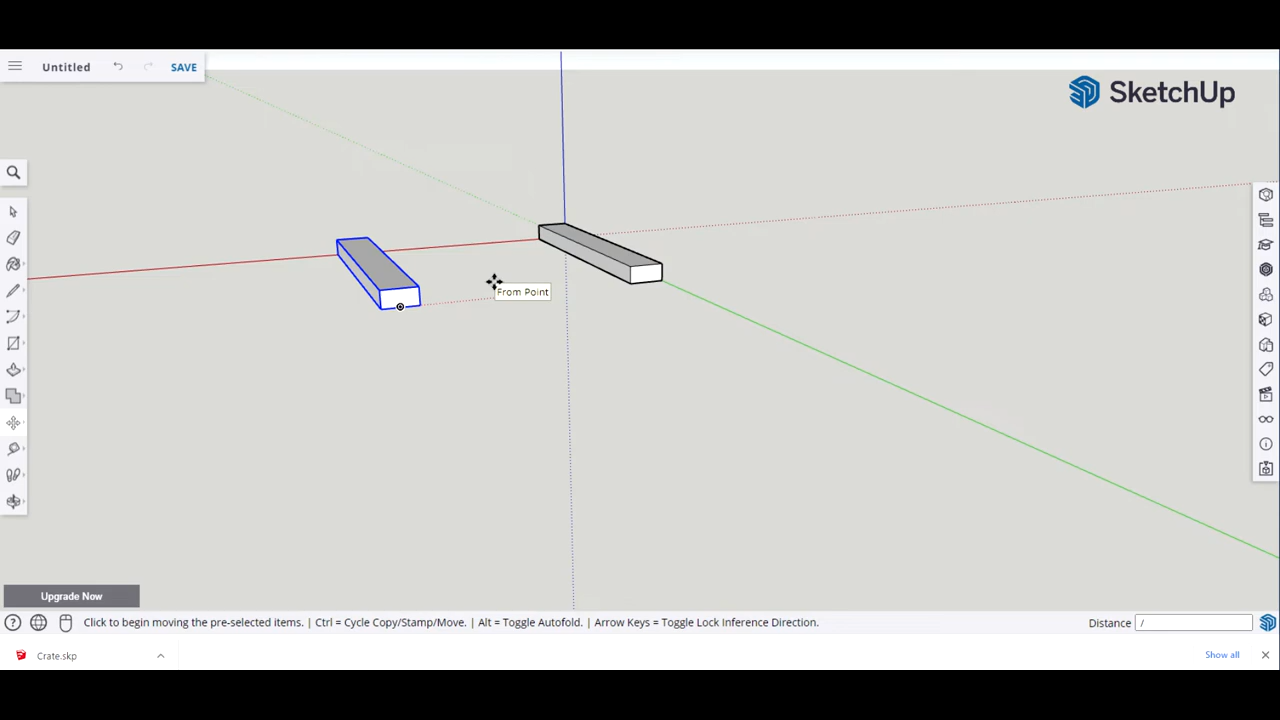 Untitled
SAVE
SketchUp
From Point
Upgrade Now
Click to begin moving the pre-selected items. | Ctrl = Cycle Copy/Stamp/Move. | Alt = Toggle Autofold. | Arrow Keys = Toggle Lock Inference Direction.
Distance /
Crate.skp
Show all